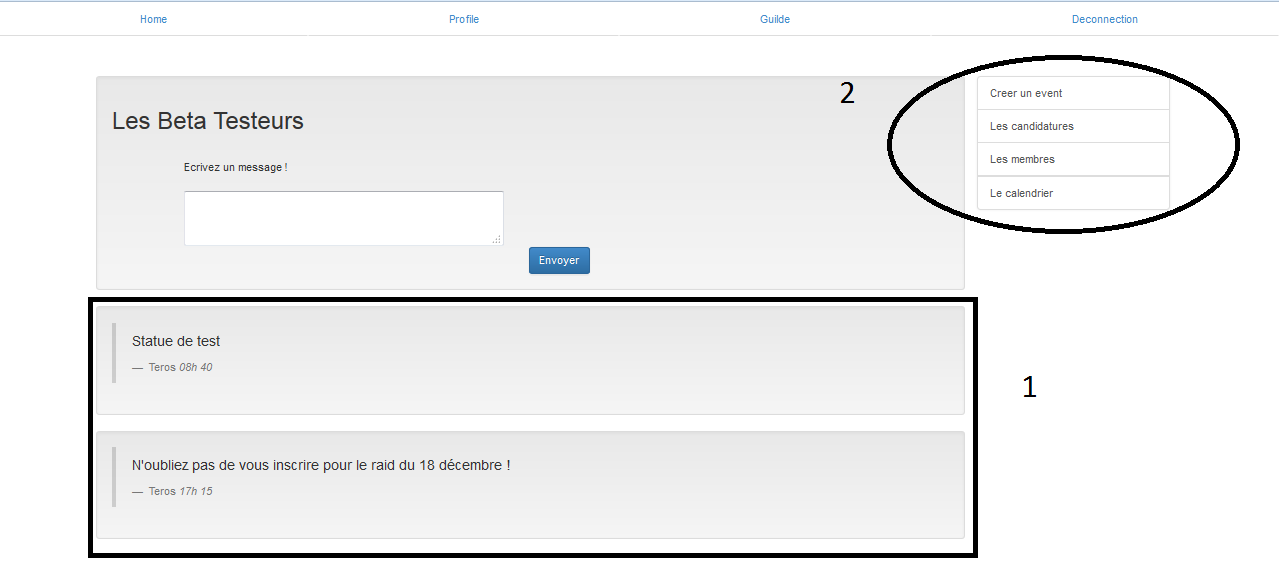 Home Profile Guilde Deconnection
2
Les Beta Testeurs
Ecrivez un message !
Envoyer
Creer un event
Les candidatures
Les membres
Le calendrier
1
Statue de test
— Teros 08h 40
N'oubliez pas de vous inscrire pour le raid du 18 décembre !
— Teros 17h 15